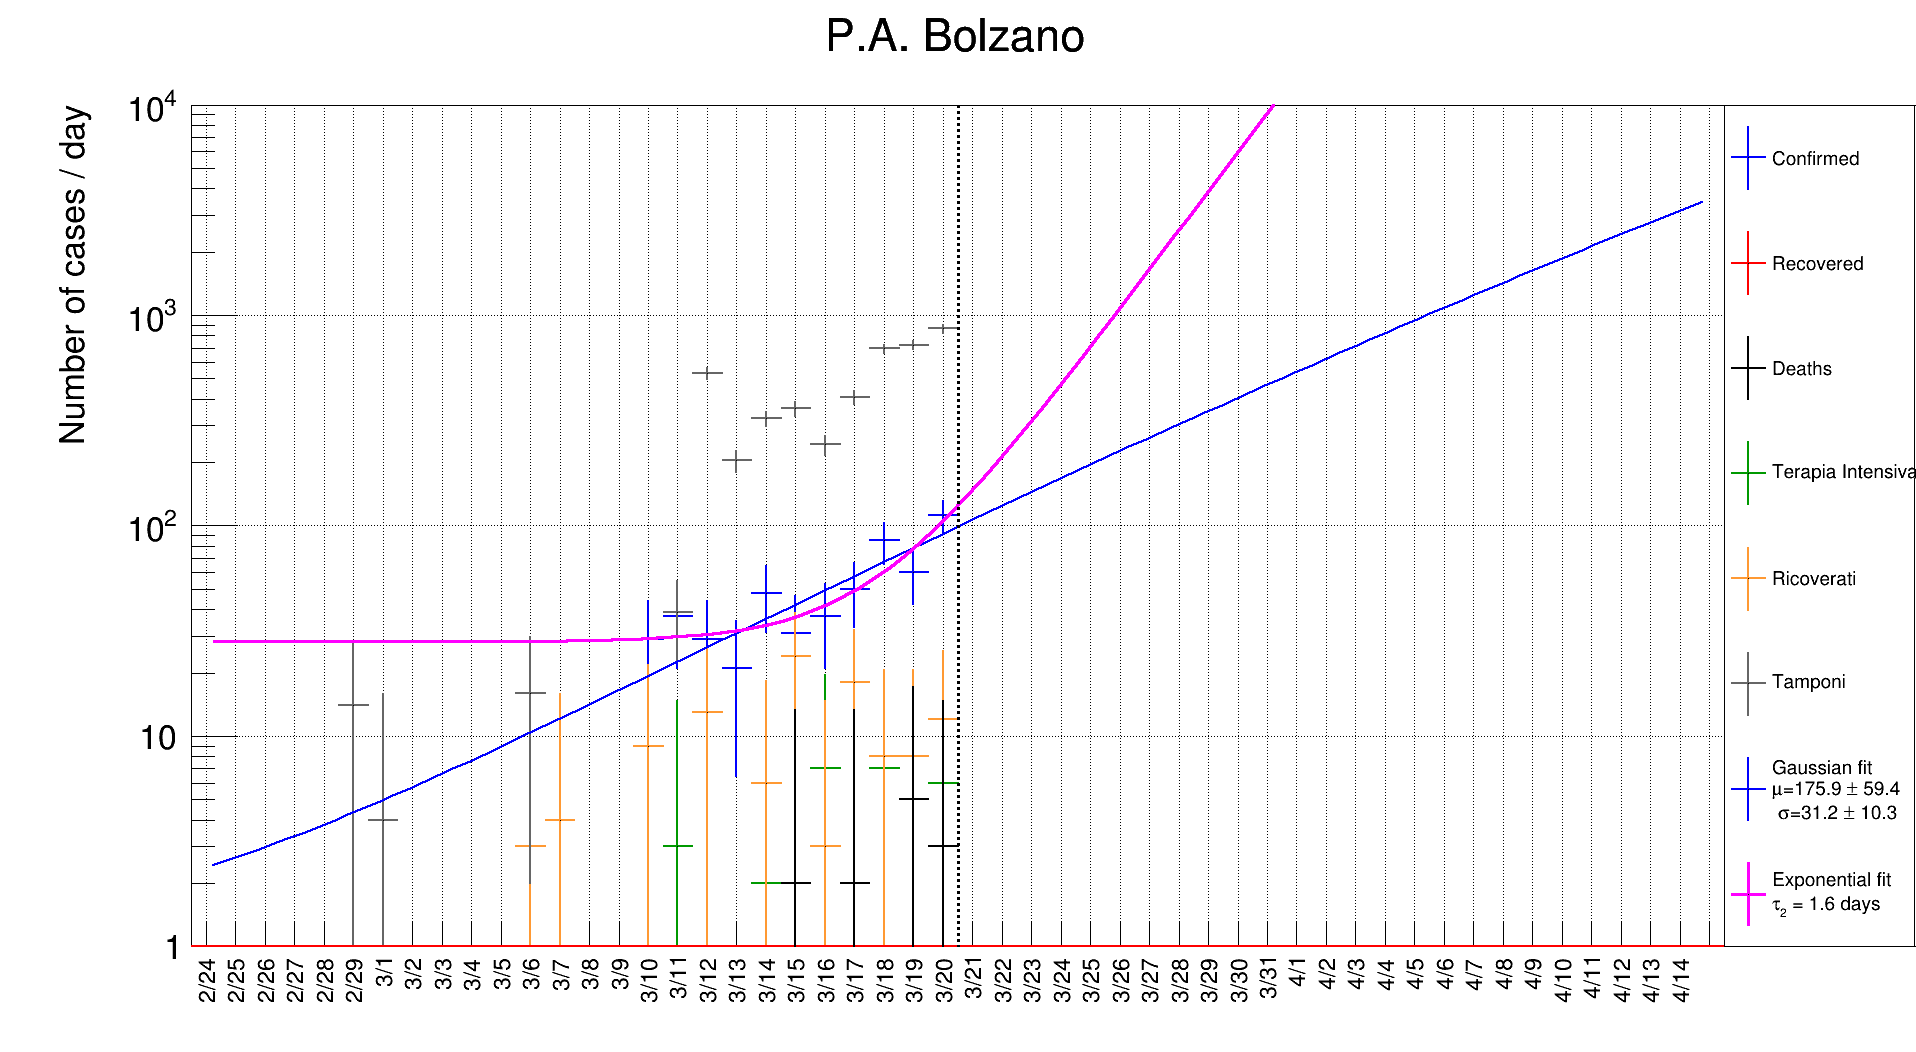 P.A. Bolzano
Number of cases / day
10⁴
10³
10²
10
1
2/24 2/25 2/26 2/27 2/28 2/29 3/1 3/2 3/3 3/4 3/5 3/6 3/7 3/8 3/9 3/10 3/11 3/12 3/13 3/14 3/15 3/16 3/17 3/18 3/19 3/20 3/21 3/22 3/23 3/24 3/25 3/26 3/27 3/28 3/29 3/30 3/31 4/1 4/2 4/3 4/4 4/5 4/6 4/7 4/8 4/9 4/10 4/11 4/12 4/13 4/14
Confirmed
Recovered
Deaths
Terapia Intensiva
Ricoverati
Tamponi
Gaussian fit
μ=175.9 ± 59.4
σ=31.2 ± 10.3
Exponential fit
τ₂ = 1.6 days